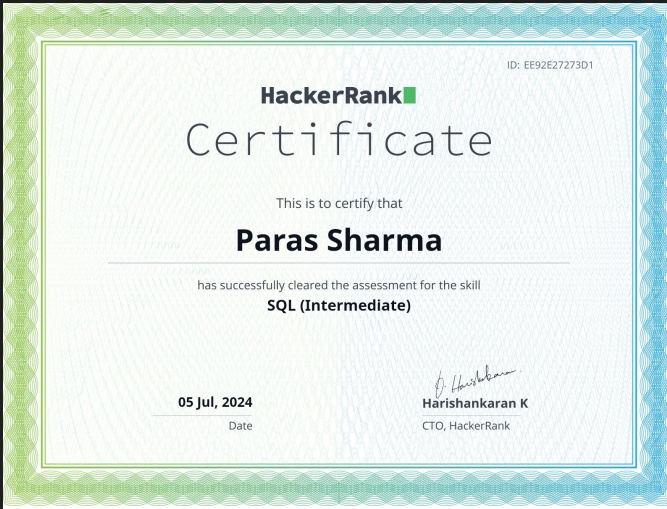 ID: EE92E27273D1
HackerRank
Certificate
This is to certify that
Paras Sharma
has successfully cleared the assessment for the skill
SQL (Intermediate)
05 Jul, 2024
Date
Harishankaran K
CTO, HackerRank